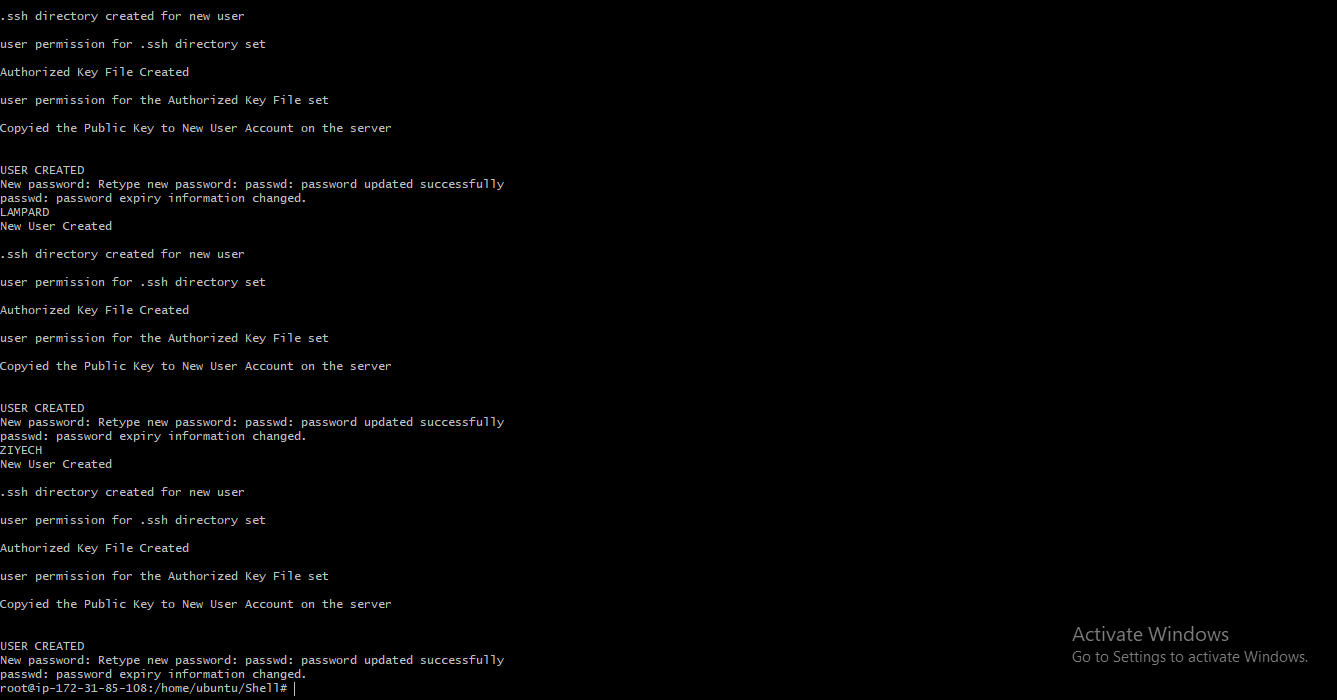 .ssh directory created for new user
user permission for .ssh directory set
Authorized Key File Created
user permission for the Authorized Key File set
Copyied the Public Key to New User Account on the server
USER CREATED
New password: Retype new password: passwd: password updated successfully
passwd: password expiry information changed.
LAMPARD
New User Created
.ssh directory created for new user
user permission for .ssh directory set
Authorized Key File Created
user permission for the Authorized Key File set
Copyied the Public Key to New User Account on the server
USER CREATED
New password: Retype new password: passwd: password updated successfully
passwd: password expiry information changed.
ZIYECH
New User Created
.ssh directory created for new user
user permission for .ssh directory set
Authorized Key File Created
user permission for the Authorized Key File set
Copyied the Public Key to New User Account on the server
USER CREATED
New password: Retype new password: passwd: password updated successfully
passwd: password expiry information changed.
root@ip-172-31-85-108:/home/ubuntu/Shell#
Activate Windows
Go to Settings to activate Windows.